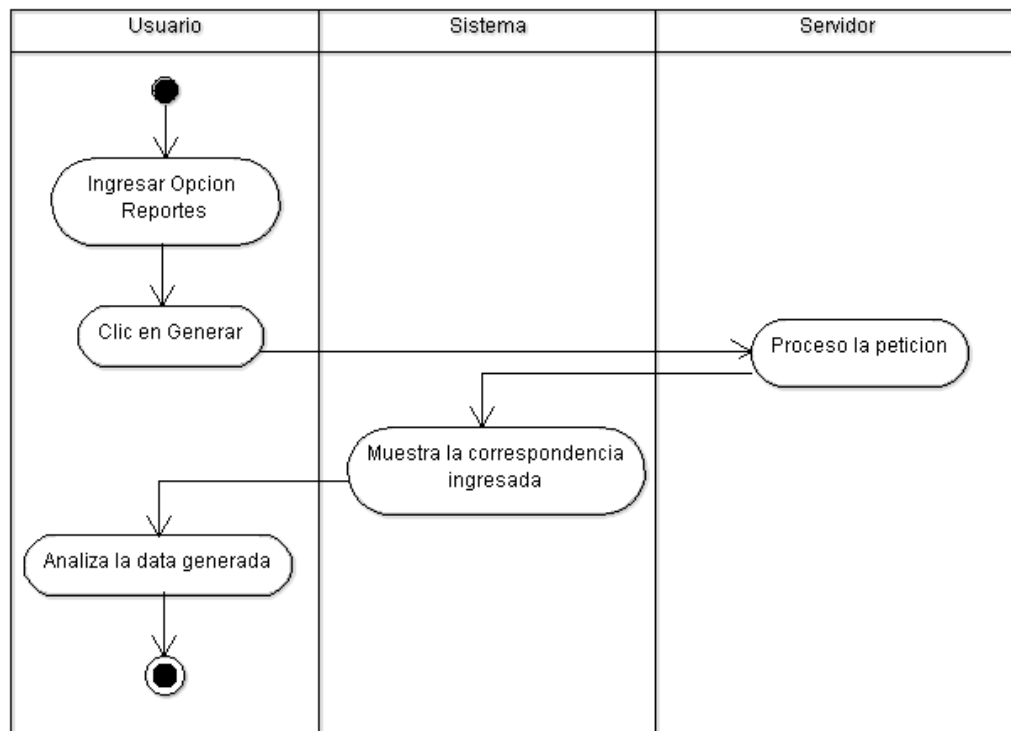 Usuario
Sistema
Servidor
Ingresar Opcion
Reportes
Clic en Generar
Proceso la peticion
Muestra la correspondencia
ingresada
Analiza la data generada